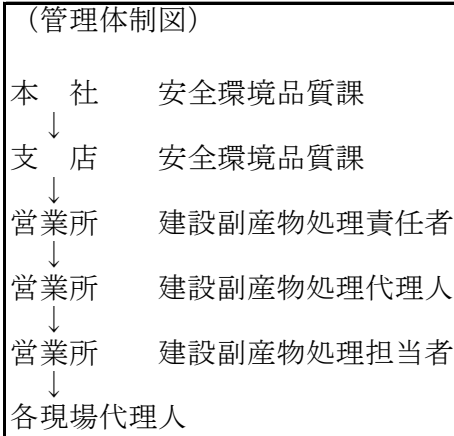 （管理体制図）
本　社　　安全環境品質課
↓
支　店　　安全環境品質課
↓
営業所　　建設副産物処理責任者
↓
営業所　　建設副産物処理代理人
↓
営業所　　建設副産物処理担当者
↓
各現場代理人